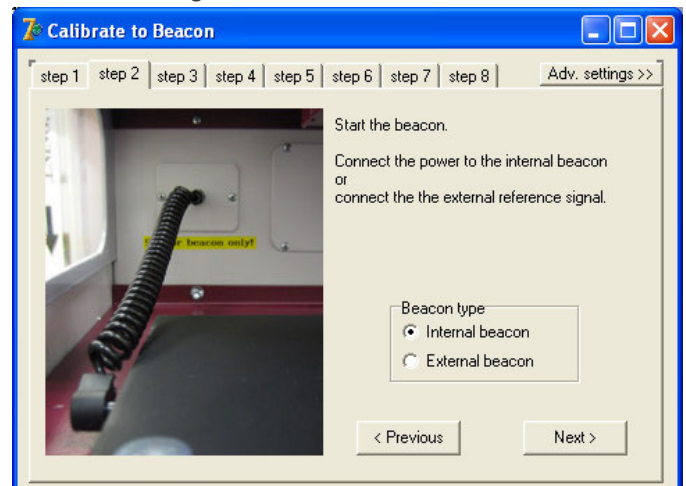 Calibrate to Beacon
step 1 step 2 step 3 step 4 step 5 step 6 step 7 step 8 Adv. settings >>
Start the beacon.
Connect the power to the internal beacon
or
connect the the external reference signal.
beacon only!
Beacon type
Internal beacon
External beacon
< Previous Next >